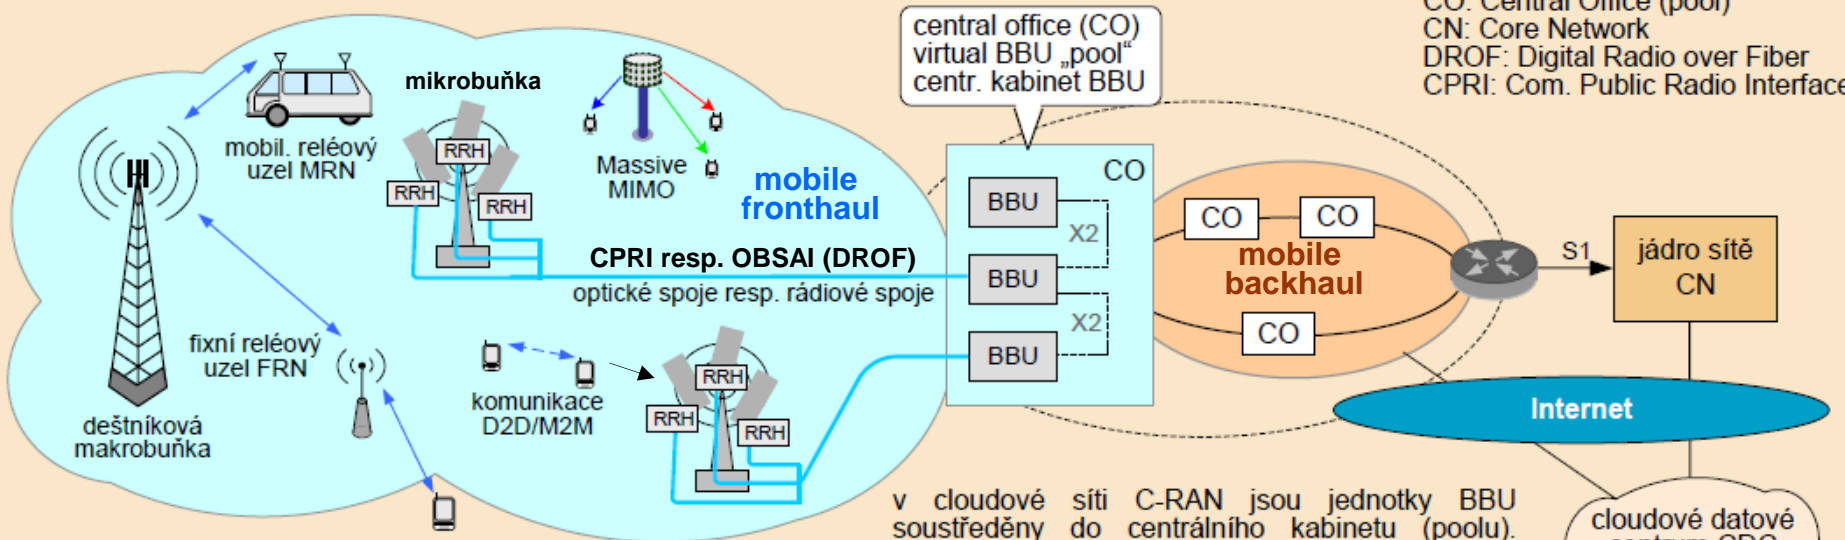 CO: Central Office (pool)
CN: Core Network
DROF: Digital Radio over Fiber
CPRI: Com. Public Radio Interface
central office (CO)
virtual BBU „pool“
centr. kabinet BBU
mikrobuňka
mobil. reléový
uzel MRN
RRH
RRH
RRH
Massive
MIMO
mobile
fronthaul
CPRI resp. OBSAI (DROF)
optické spoje resp. rádiové spoje
CO
BBU
X2
BBU
X2
BBU
CO
CO
mobile
backhaul
CO
S1
jádro sítě
CN
fixní reléový
uzel FRN
deštníková
makrobuňka
komunikace
D2D/M2M
RRH
RRH
RRH
Internet
v cloudové síti C-RAN jsou jednotky BBU
soustředěny do centrálního kabinetu (poolu).
cloudové datové
centrum CDC